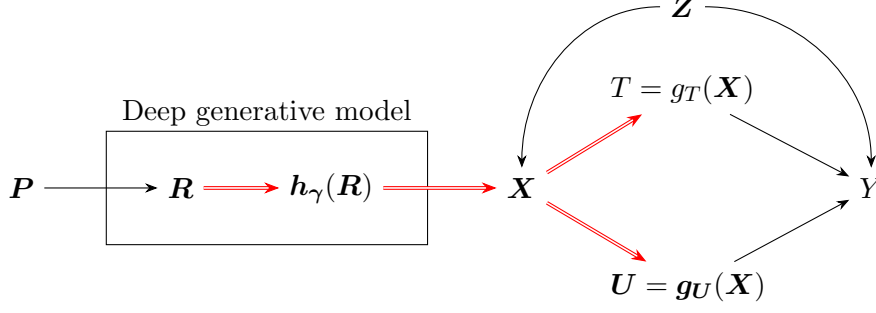 Z
T = g_T(X)
Deep generative model
P R h_γ(R) X Y
U = g_U(X)